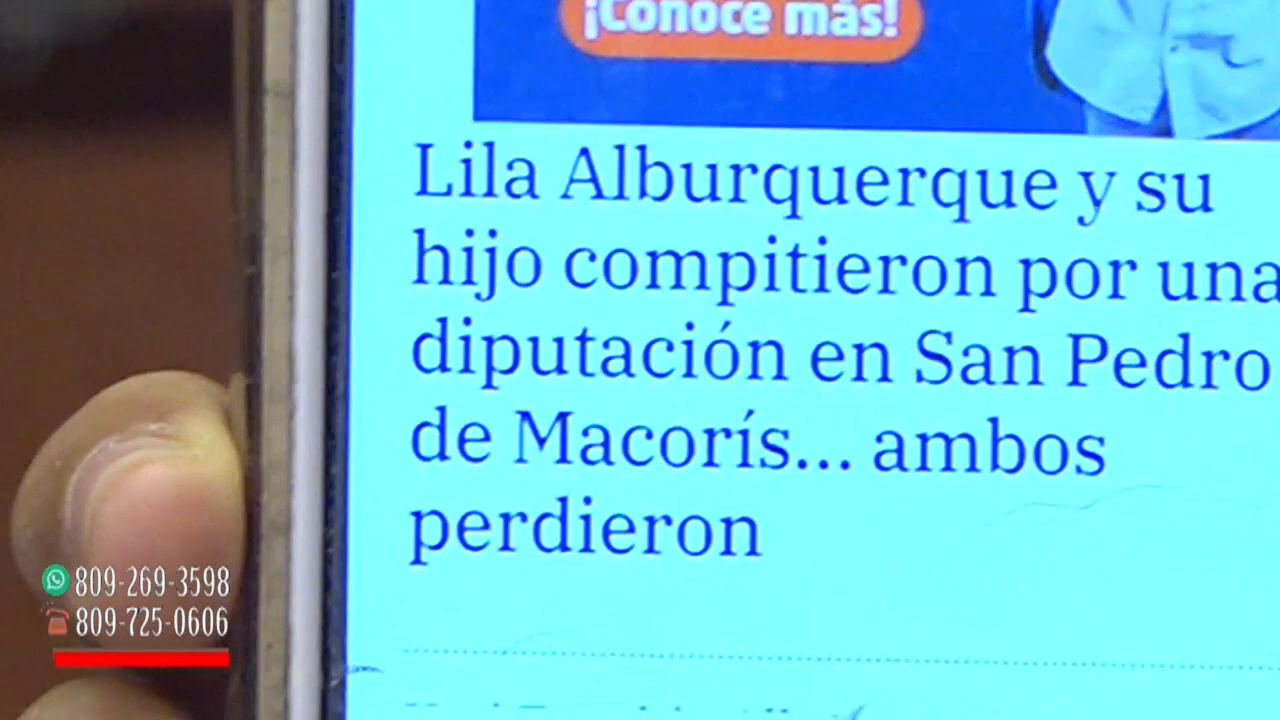 ¡Conoce más!
Lila Alburquerque y su
hijo compitieron por una
diputación en San Pedro
de Macorís... ambos
perdieron
809-269-3598
809-725-0606